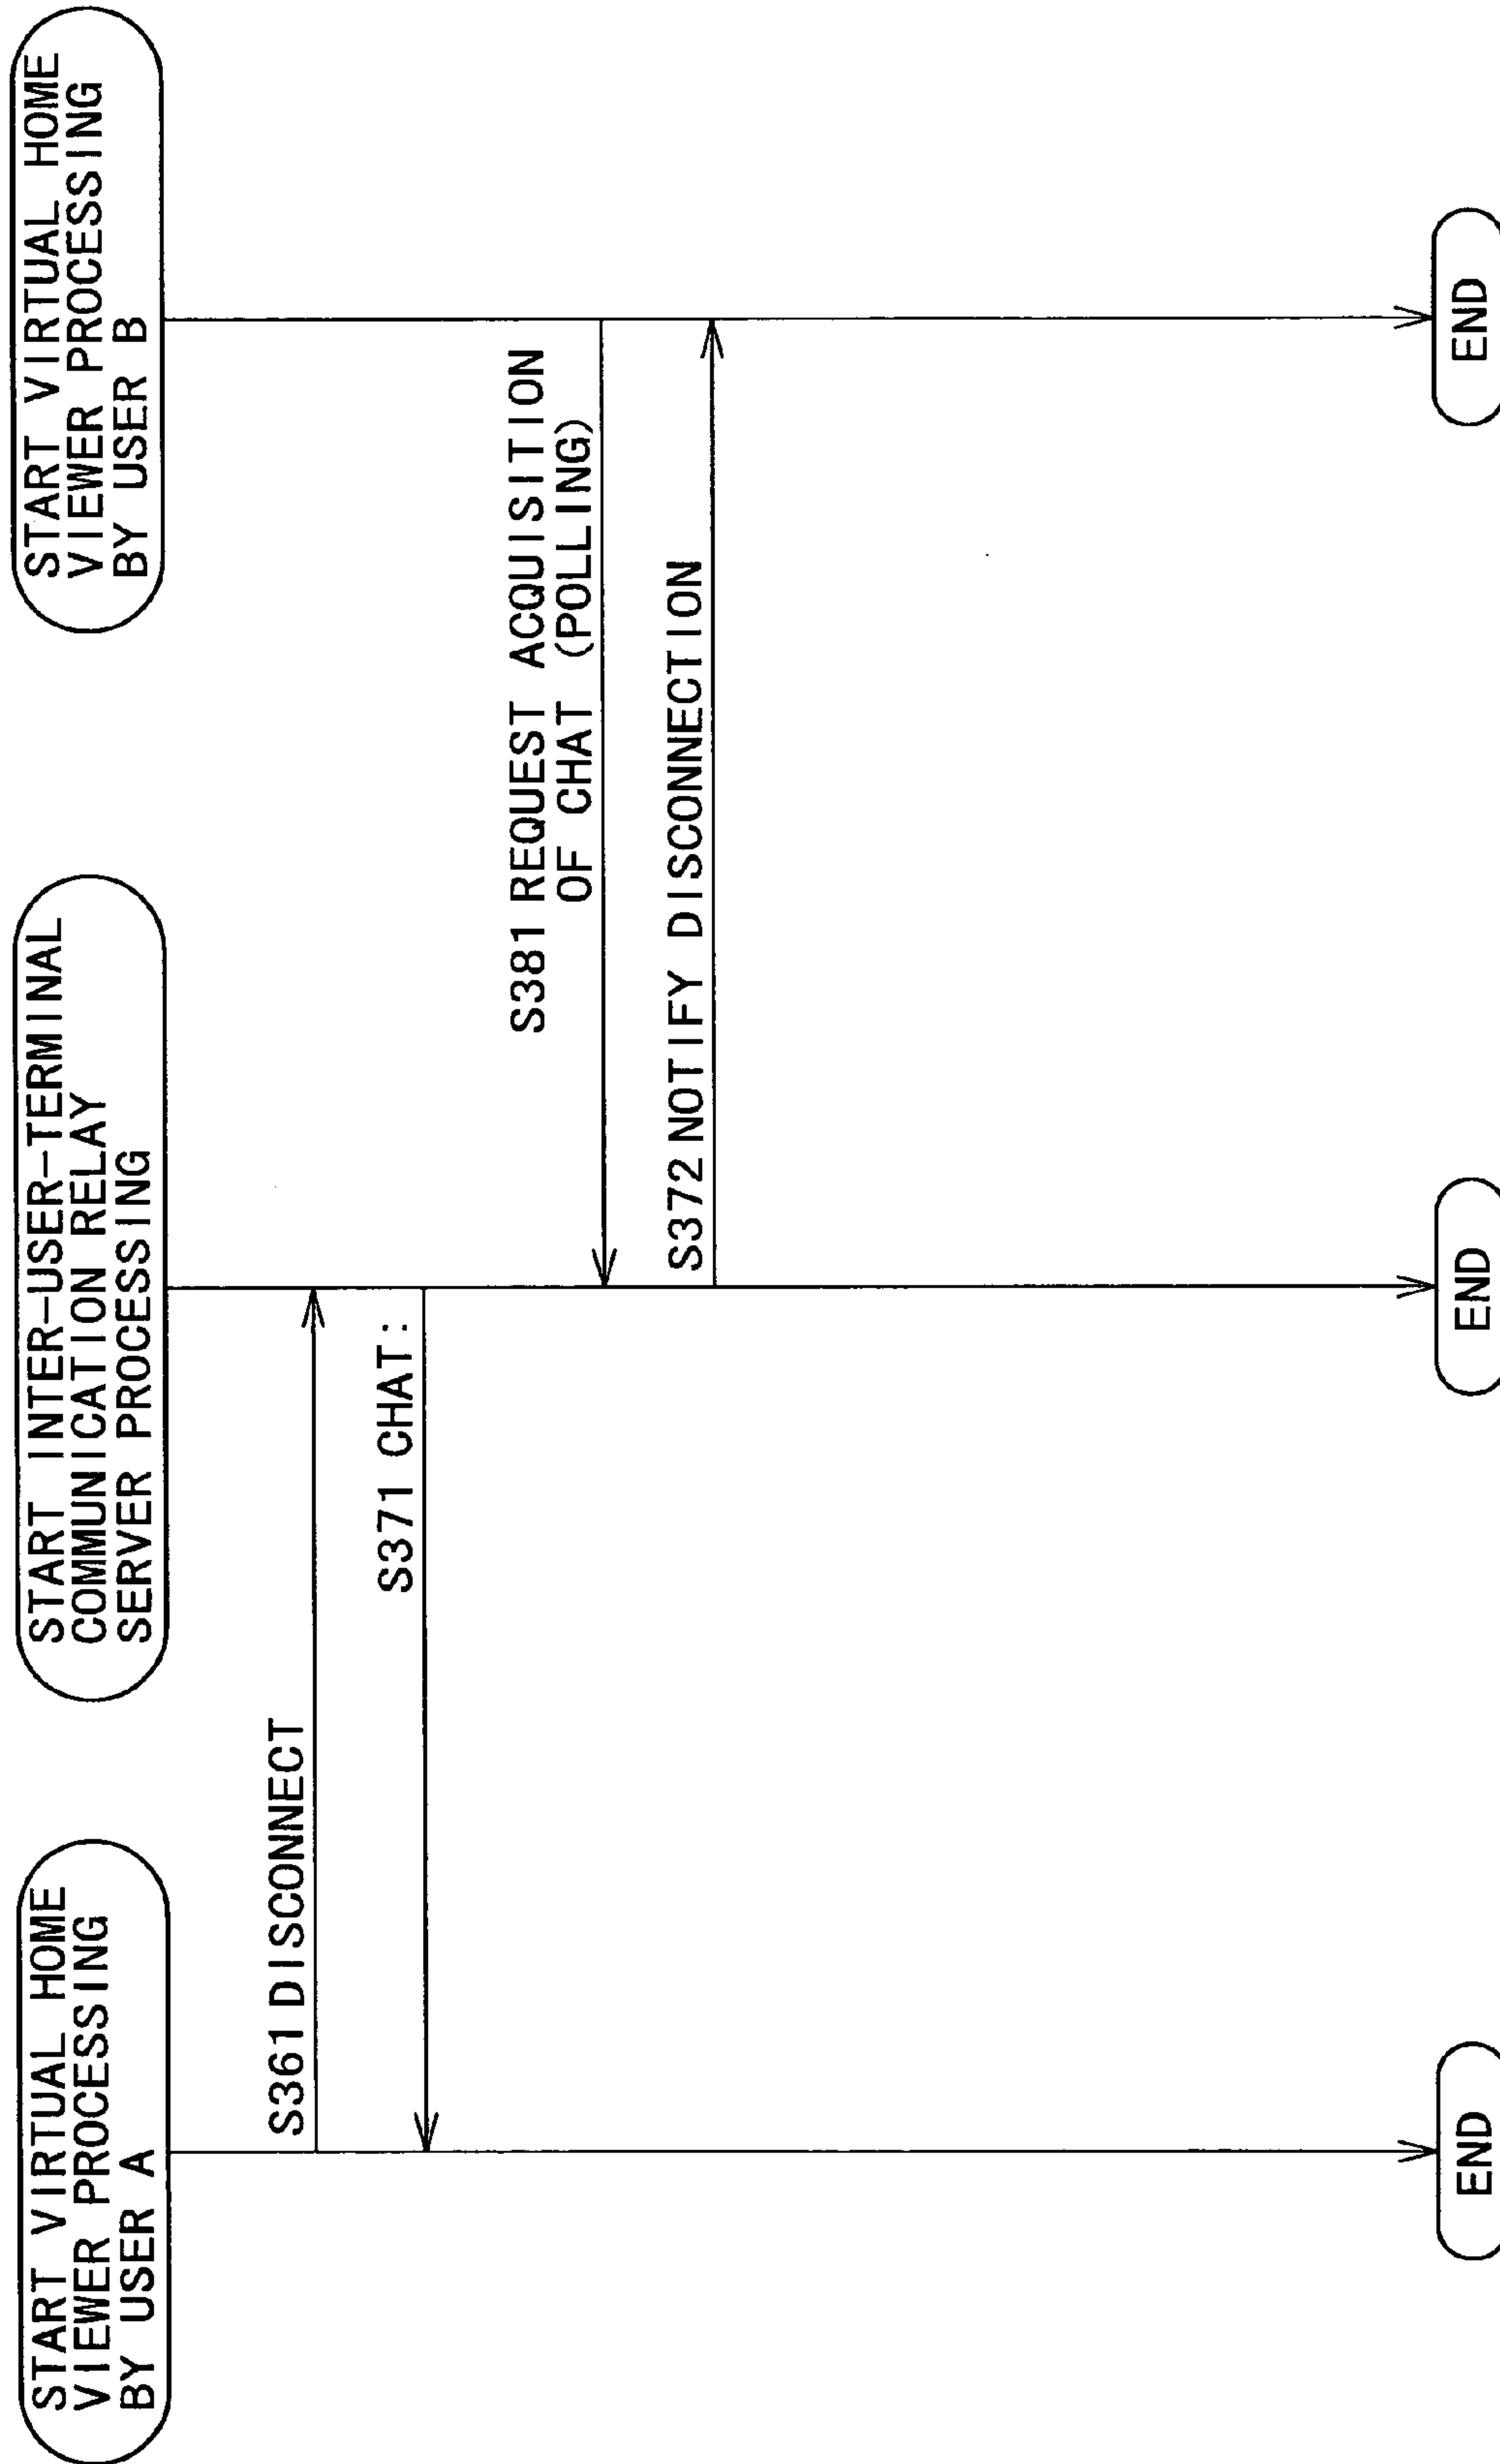 START VIRTUAL HOME
VIEWER PROCESSING
BY USER A
START INTER-USER-TERMINAL
COMMUNICATION RELAY
SERVER PROCESSING
START VIRTUAL HOME
VIEWER PROCESSING
BY USER B
S361 DISCONNECT
S371 CHAT:
S381 REQUEST ACQUISITION
OF CHAT (POLLING)
S372 NOTIFY DISCONNECTION
END
END
END